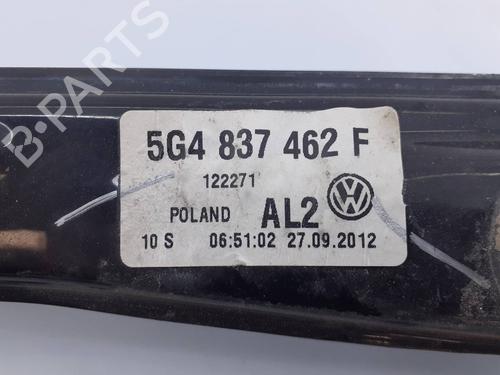 B-PARTS
5G4 837 462 F
122271
POLAND AL2
10 S 06:51:02 27.09.2012